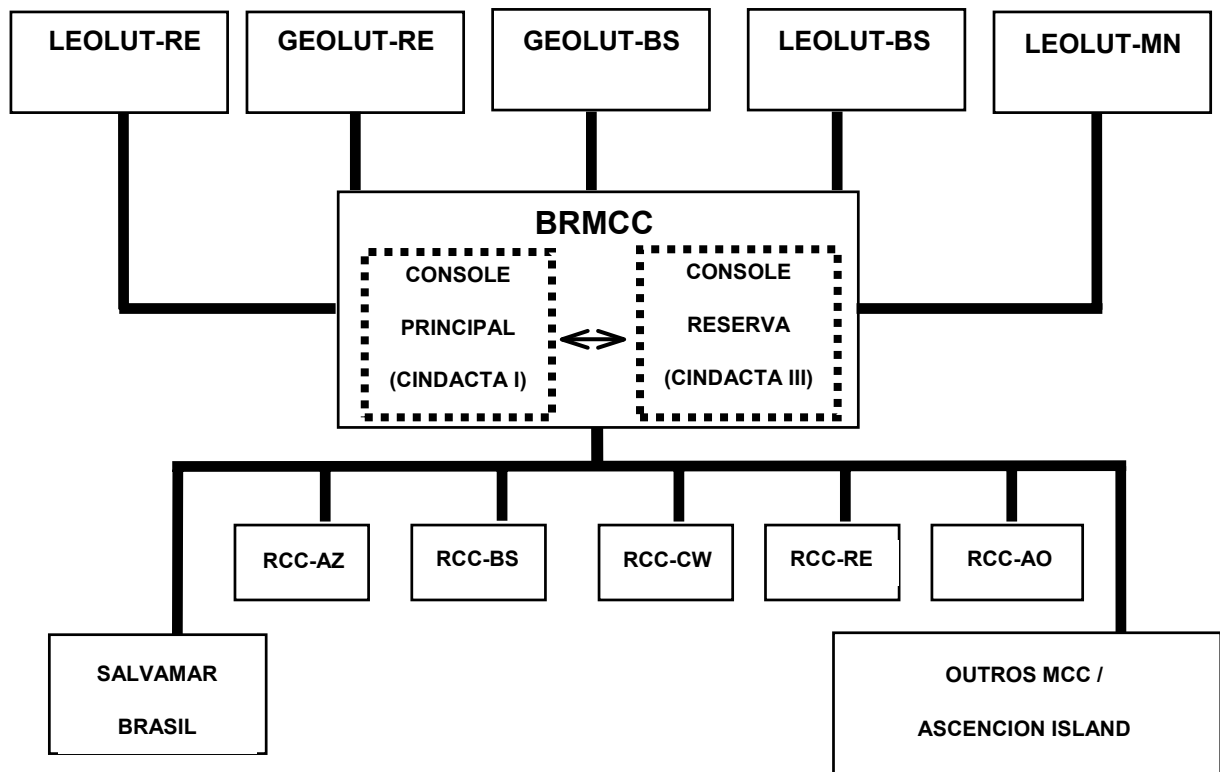 LEOLUT-RE
GEOLUT-RE
GEOLUT-BS
LEOLUT-BS
LEOLUT-MN
BRMCC
CONSOLE
PRINCIPAL
(CINDACTA I)
CONSOLE
RESERVA
(CINDACTA III)
RCC-AZ
RCC-BS
RCC-CW
RCC-RE
RCC-AO
SALVAMAR
BRASIL
OUTROS MCC /
ASCENCION ISLAND